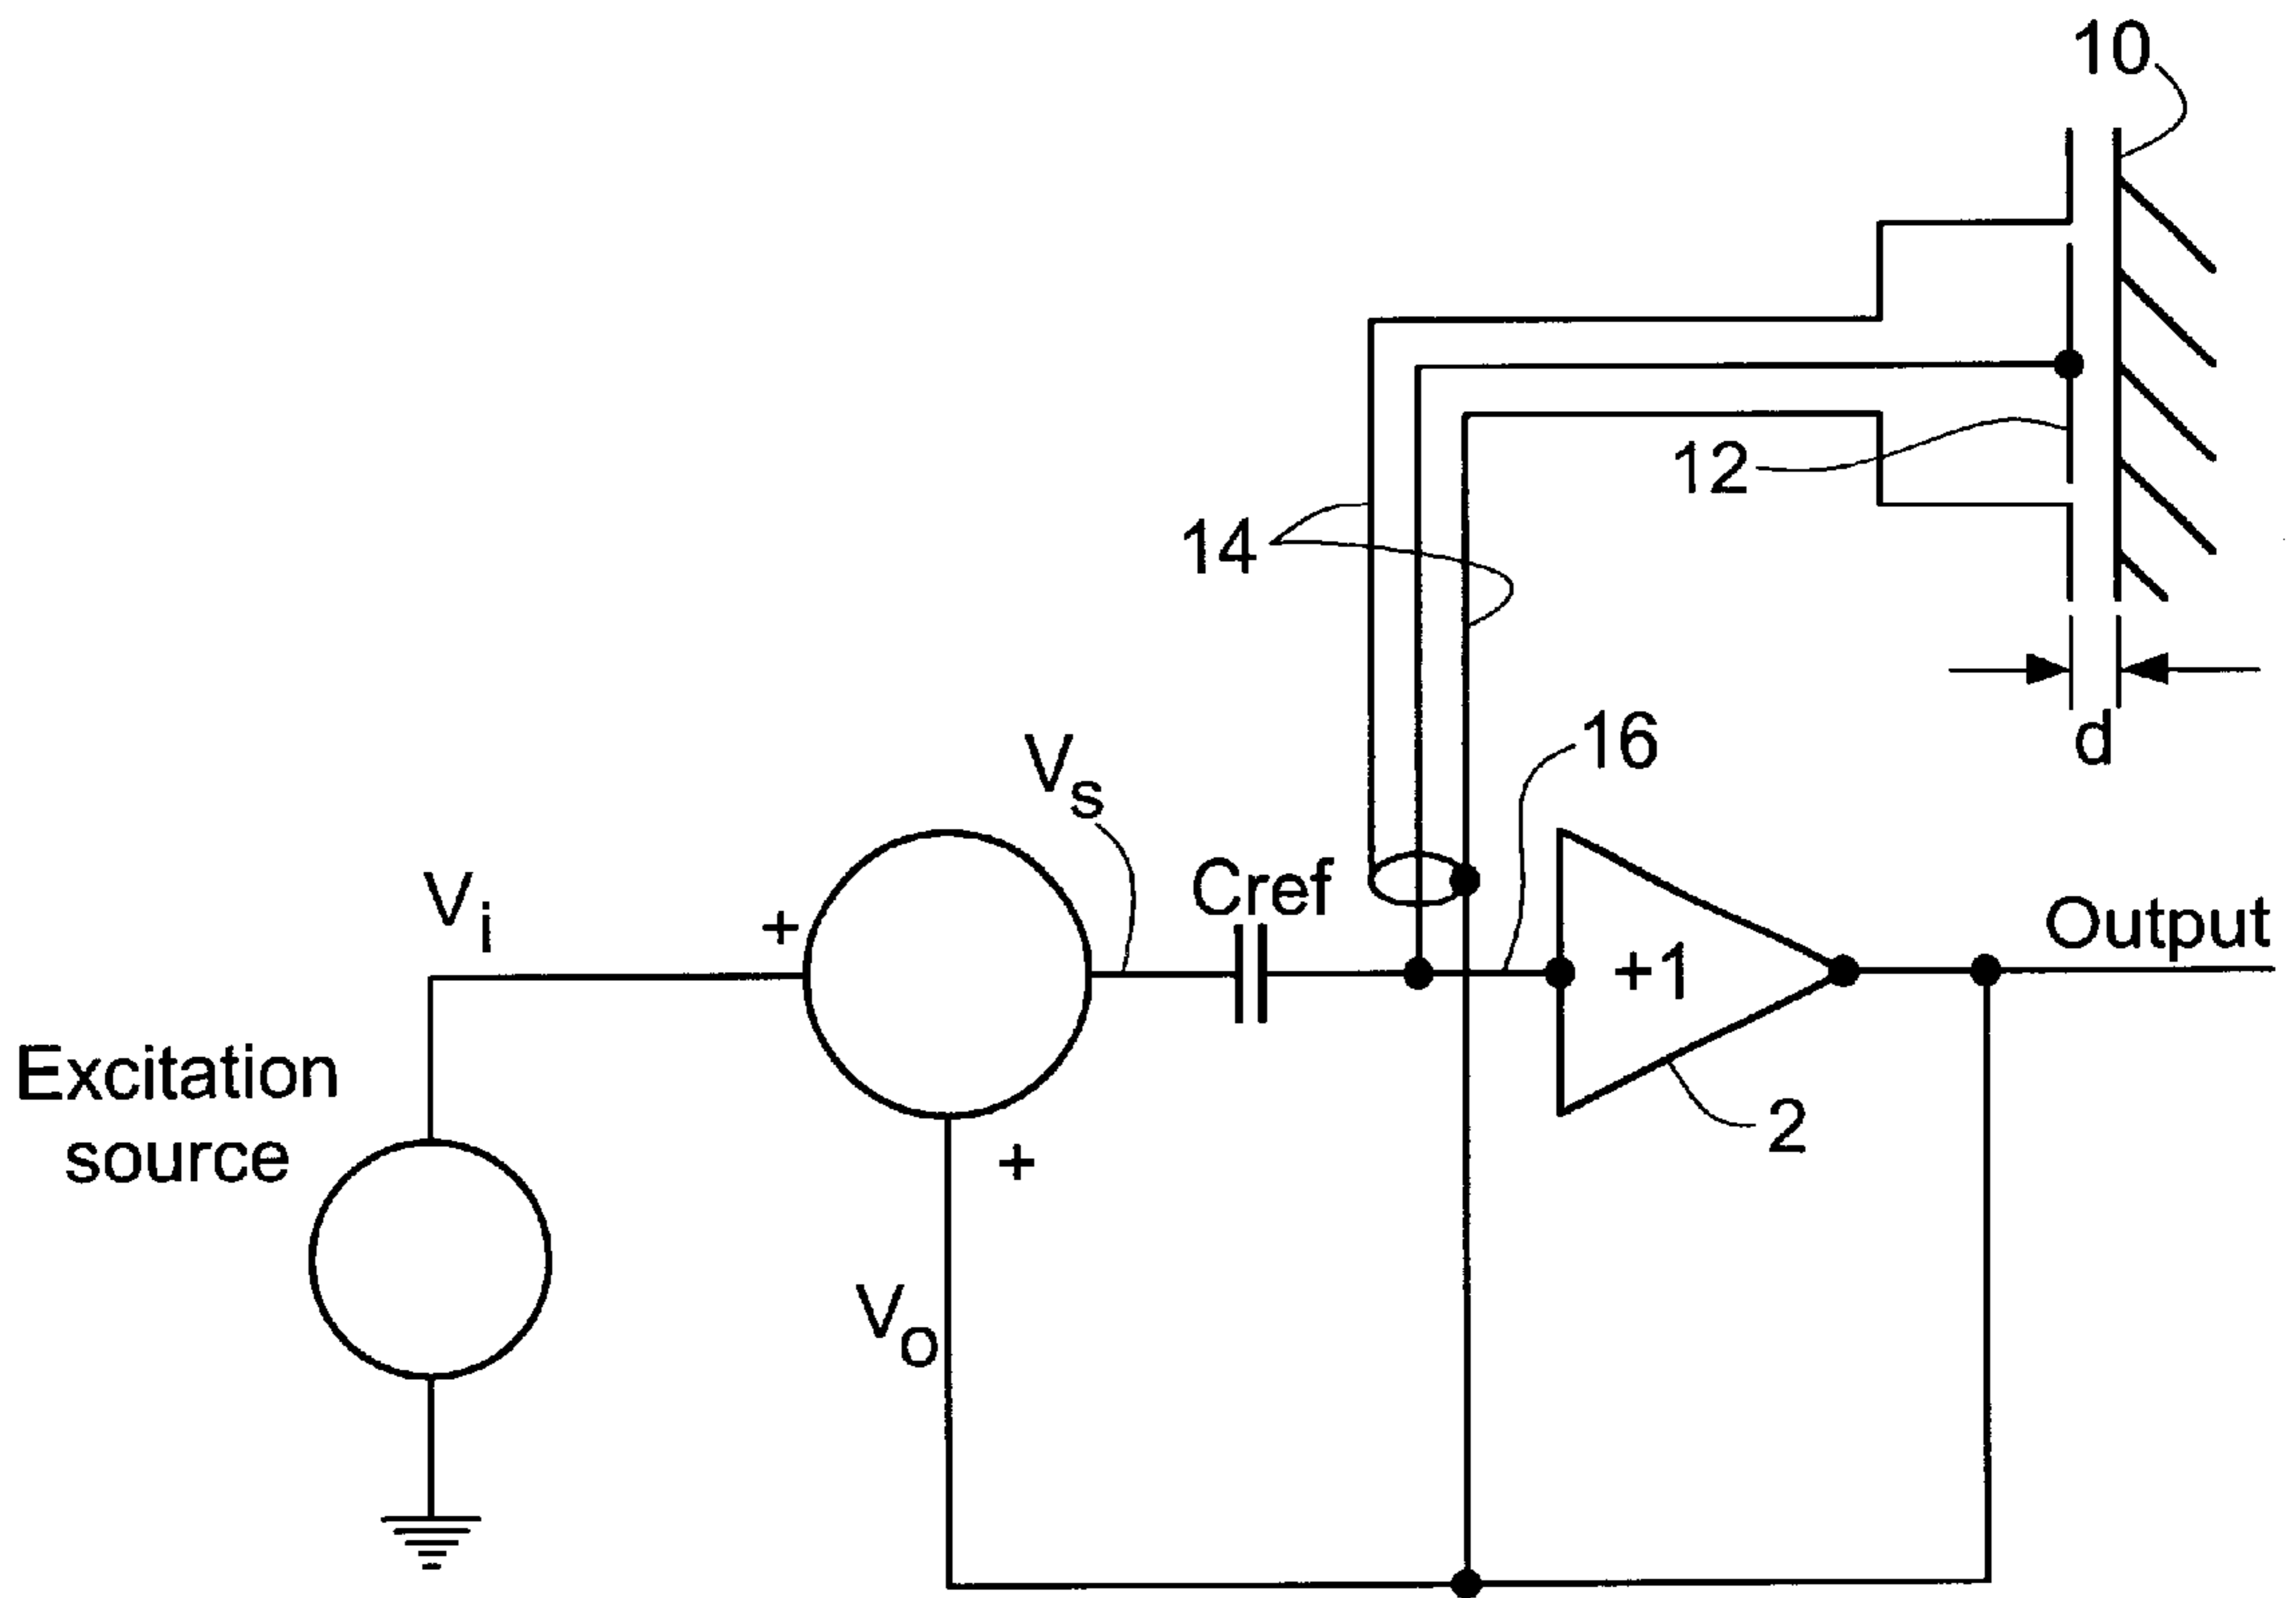 10
12
14
d
16
Vs
Cref
Vi
+
+1
Output
Excitation
source
2
+
Vo